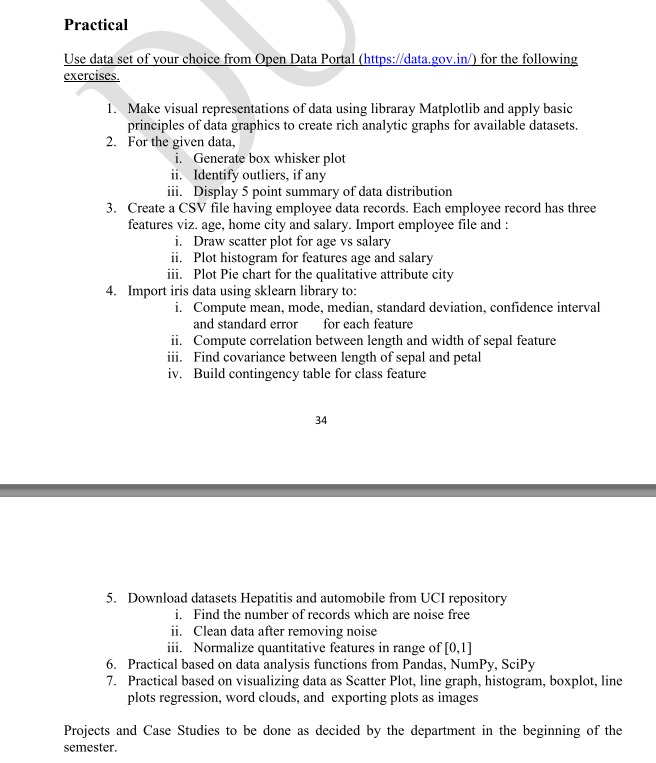 Practical
Use data set of your choice from Open Data Portal (https://data.gov.in/) for the following
exercises.
1. Make visual representations of data using libraray Matplotlib and apply basic
principles of data graphics to create rich analytic graphs for available datasets.
2. For the given data,
i. Generate box whisker plot
ii. Identify outliers, if any
iii. Display 5 point summary of data distribution
3. Create a CSV file having employee data records. Each employee record has three
features viz. age, home city and salary. Import employee file and :
i. Draw scatter plot for age vs salary
ii. Plot histogram for features age and salary
iii. Plot Pie chart for the qualitative attribute city
4. Import iris data using sklearn library to:
i. Compute mean, mode, median, standard deviation, confidence interval
and standard error for each feature
ii. Compute correlation between length and width of sepal feature
iii. Find covariance between length of sepal and petal
iv. Build contingency table for class feature
34
5. Download datasets Hepatitis and automobile from UCI repository
i. Find the number of records which are noise free
ii. Clean data after removing noise
iii. Normalize quantitative features in range of [0,1]
6. Practical based on data analysis functions from Pandas, NumPy, SciPy
7. Practical based on visualizing data as Scatter Plot, line graph, histogram, boxplot, line
plots regression, word clouds, and exporting plots as images
Projects and Case Studies to be done as decided by the department in the beginning of the
semester.